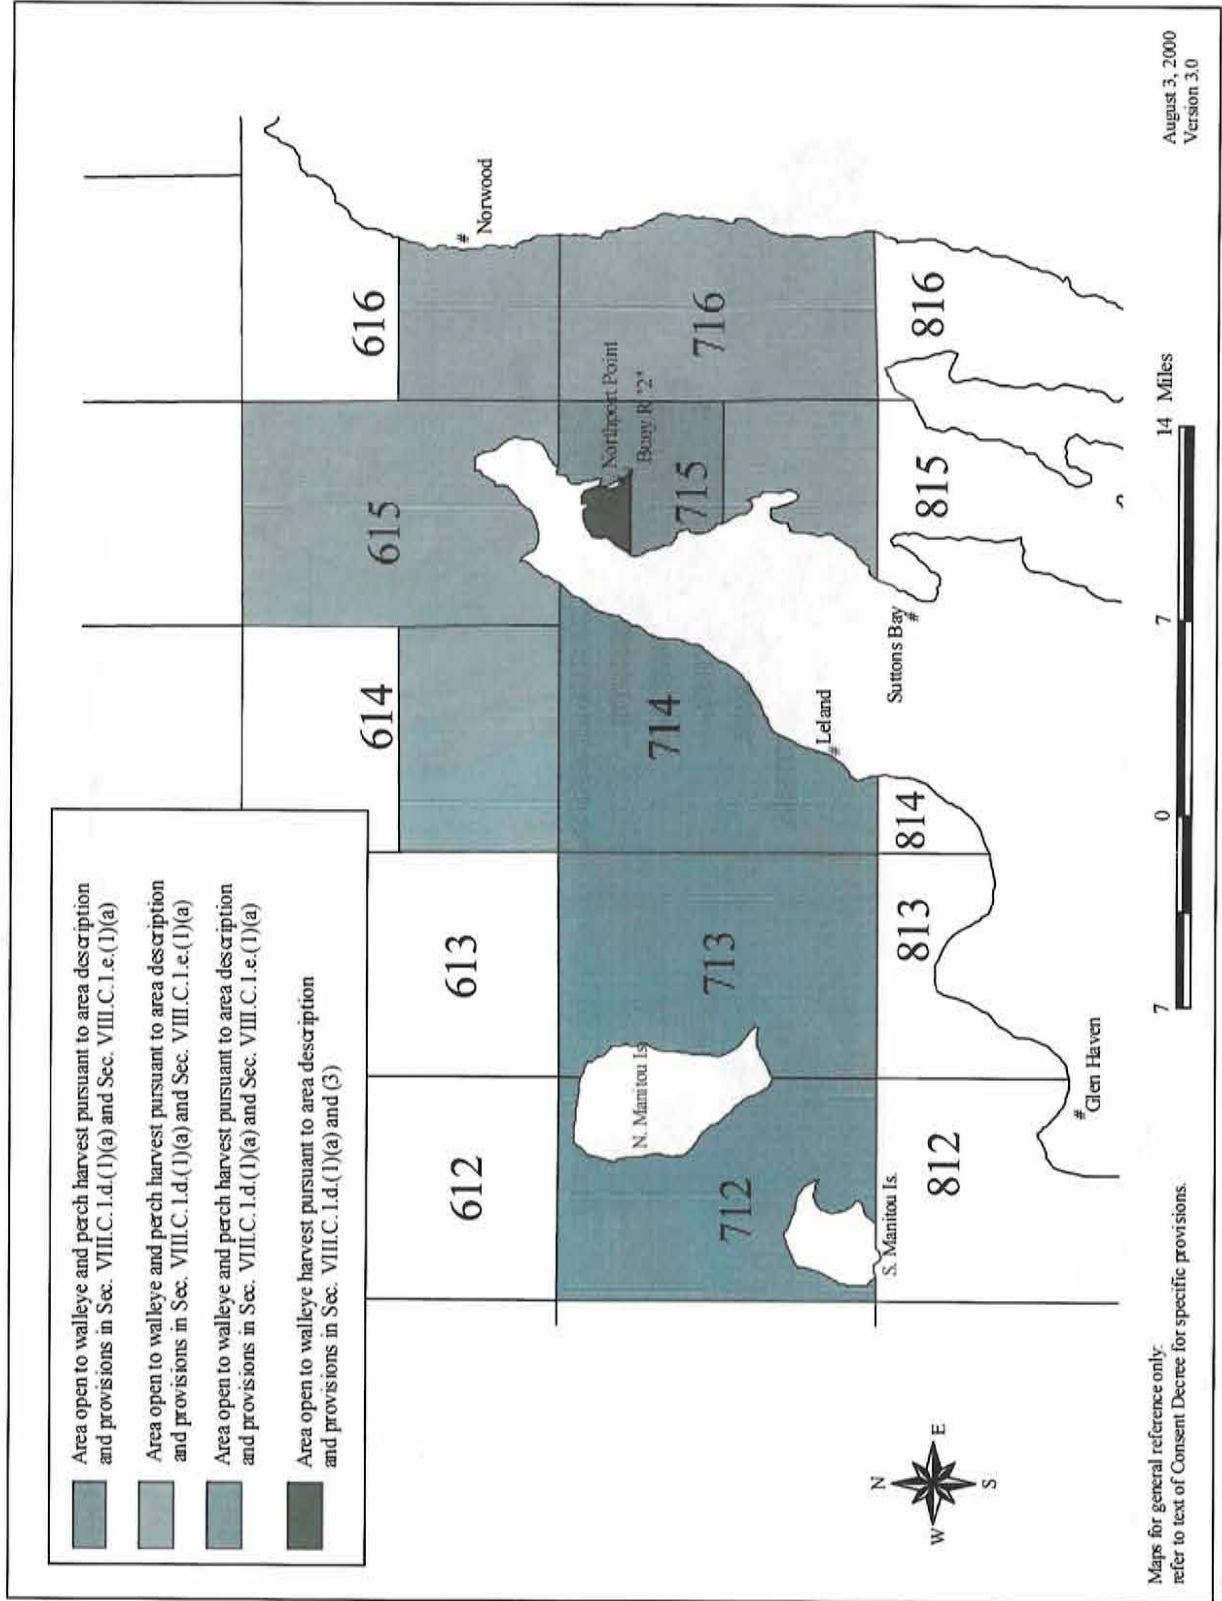 Area open to walleye and perch harvest pursuant to area description
and provisions in Sec. VIII.C.1.d.(1)(a) and Sec. VIII.C.1.e.(1)(a)
Area open to walleye and perch harvest pursuant to area description
and provisions in Sec. VIII.C.1.d.(1)(a) and Sec. VIII.C.1.e.(1)(a)
Area open to walleye and perch harvest pursuant to area description
and provisions in Sec. VIII.C.1.d.(1)(a) and Sec. VIII.C.1.e.(1)(a)
Area open to walleye harvest pursuant to area description
and provisions in Sec. VIII.C.1.d.(1)(a) and (3)
614
615
616
612
613
# Norwood
N. Manitou Is.
712
713
714
Northport Point
Buoy R "2"
715
716
S. Manitou Is.
# Leland
Suttons Bay
#
812
813
814
815
816
#
Glen Haven
N
W
E
S
7
0
7
14 Miles
Maps for general reference only:
refer to text of Consent Decree for specific provisions.
August 3, 2000
Version 3.0